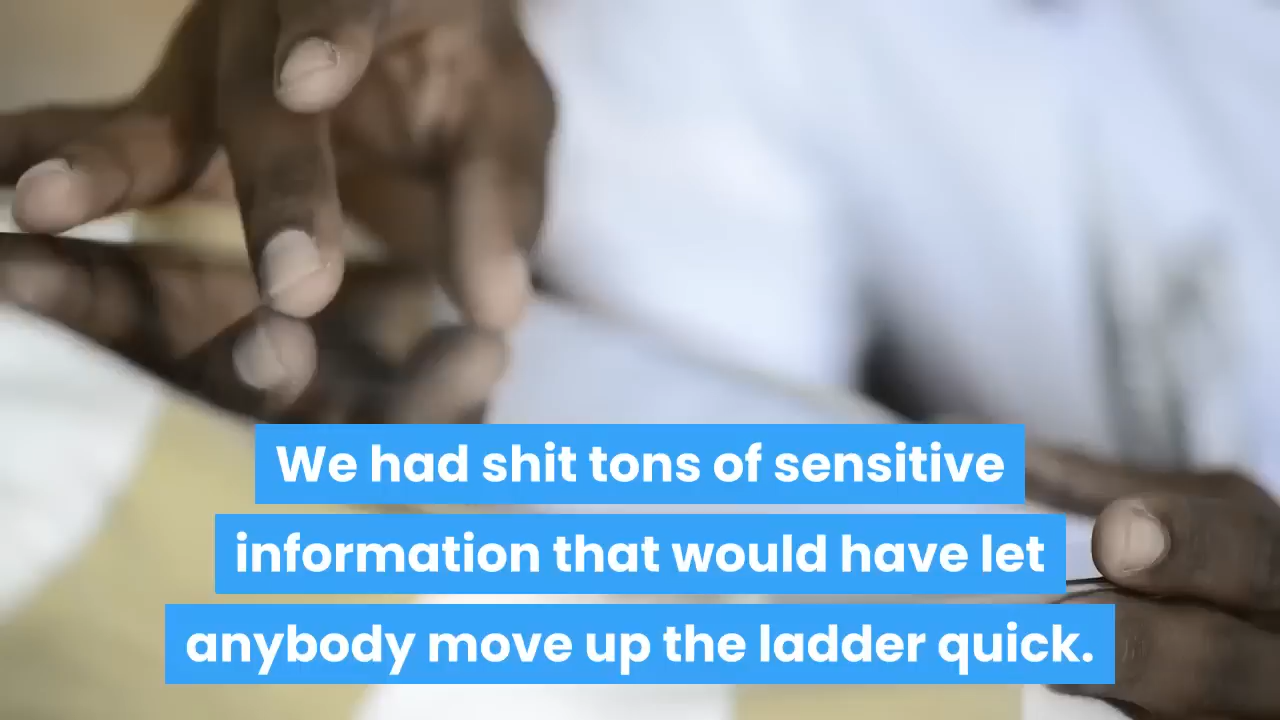 We had shit tons of sensitive
information that would have let
anybody move up the ladder quick.